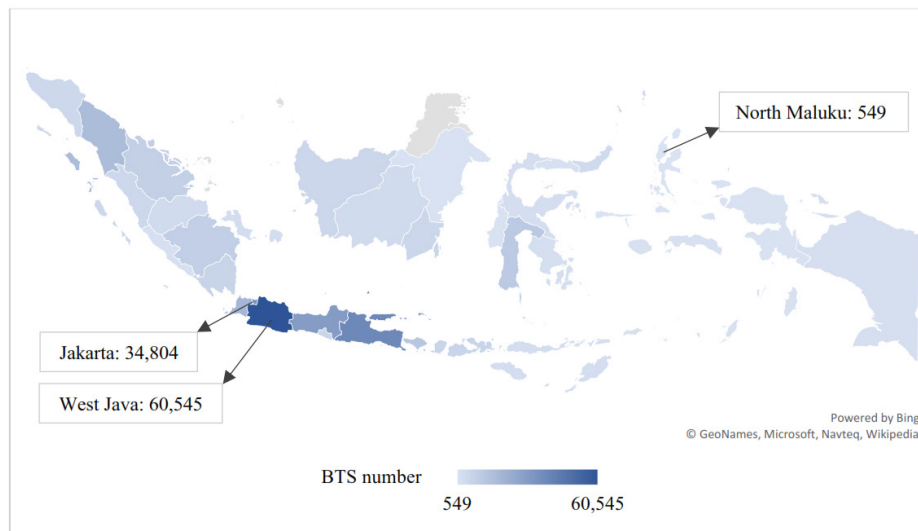 North Maluku: 549
Jakarta: 34,804
West Java: 60,545
Powered by Bing
© GeoNames, Microsoft, Navteq, Wikipedia
BTS number
549 60,545